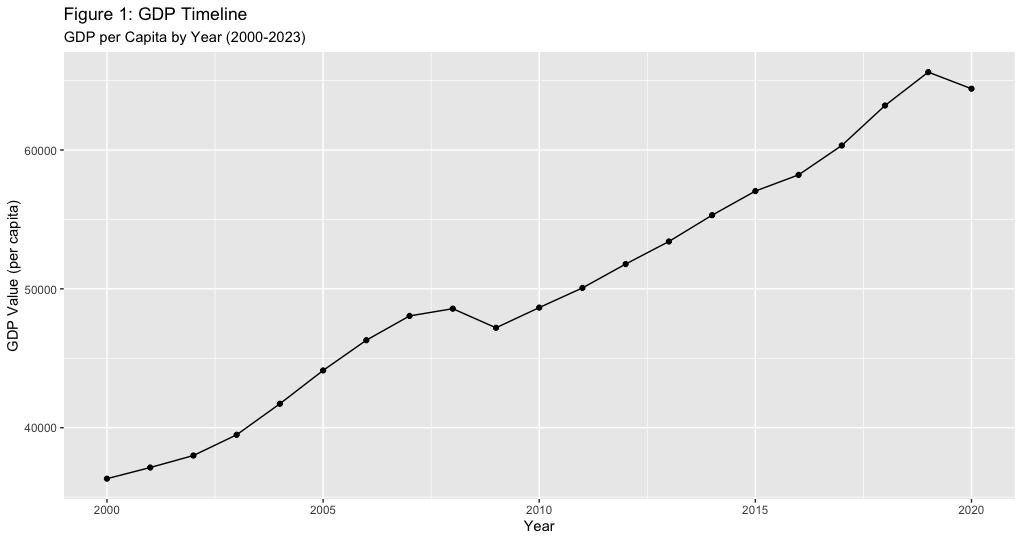 Figure 1: GDP Timeline
GDP per Capita by Year (2000-2023)
GDP Value (per capita)
60000
50000
40000
2000 2005 2010 2015 2020
Year